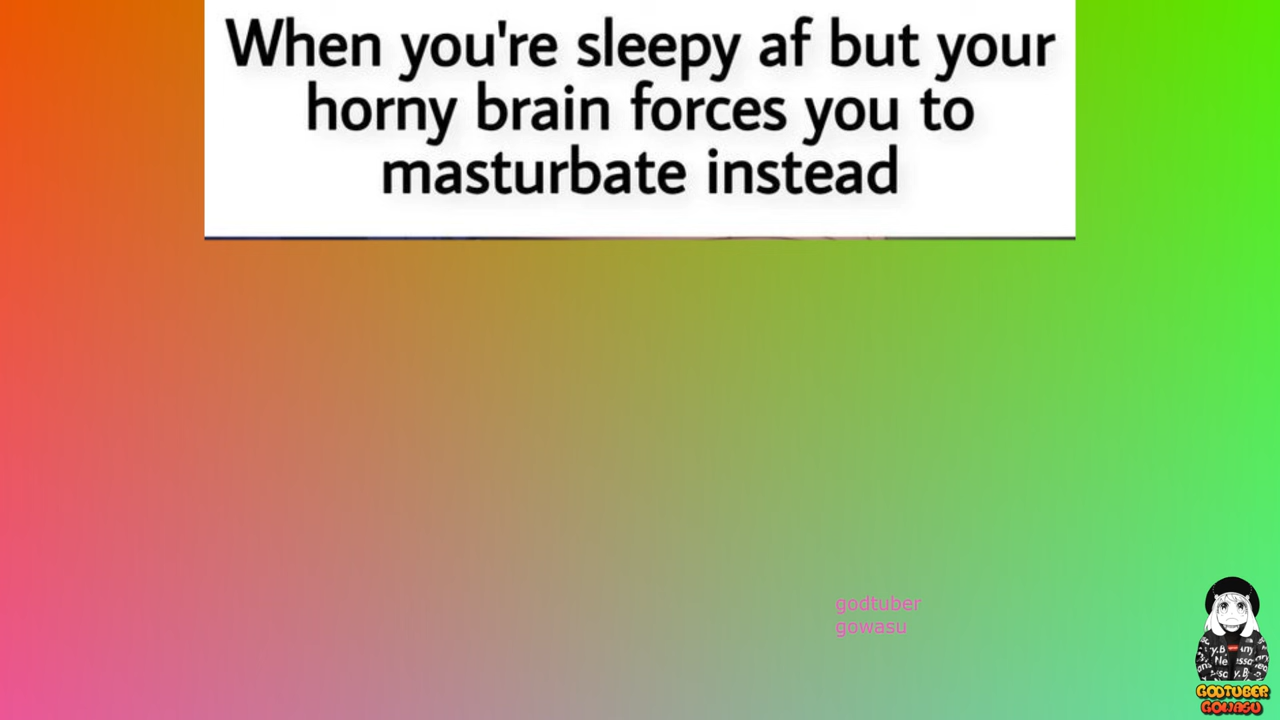 When you're sleepy af but your
horny brain forces you to
masturbate instead
godtuber
gowasu
GODTUBER
GOWASU